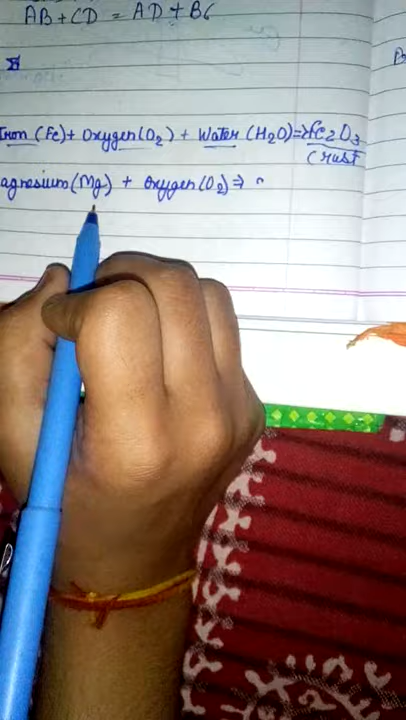 AB + CD = AD + BC
Iron (Fe) + Oxygen (O₂) + Water (H₂O) => Fe₂O₃
(rust
agnesium (Mg) + oxygen (O₂) =>